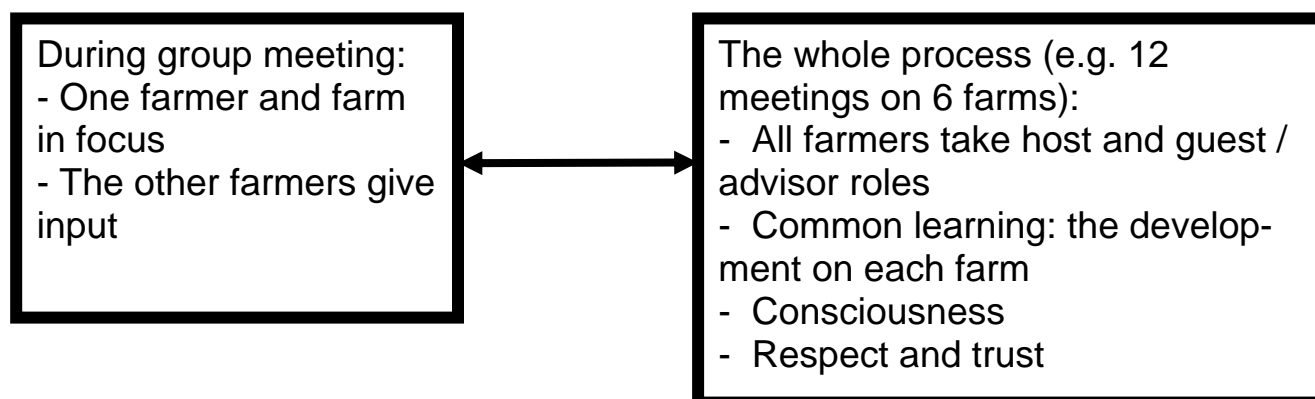 During group meeting:
- One farmer and farm
in focus
- The other farmers give
input
The whole process (e.g. 12
meetings on 6 farms):
- All farmers take host and guest /
advisor roles
- Common learning: the develop-
ment on each farm
- Consciousness
- Respect and trust